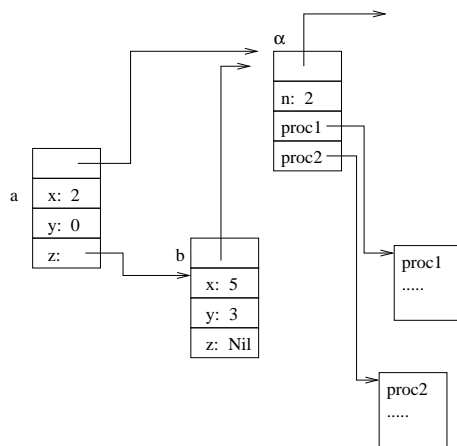 α
n: 2
proc1
proc2
a
x: 2
y: 0
z:
b
x: 5
y: 3
z: Nil
proc1
.....
proc2
.....